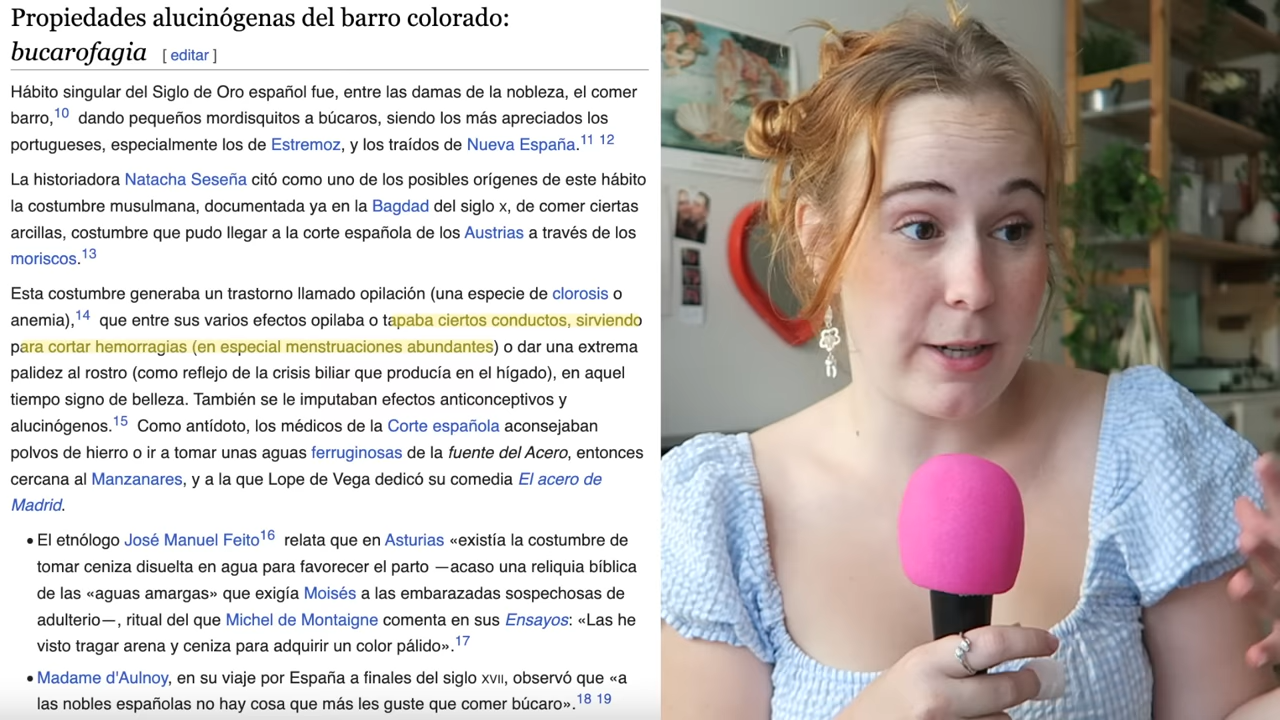 Propiedades alucinógenas del barro colorado:
bucarofagia [ editar ]
Hábito singular del Siglo de Oro español fue, entre las damas de la nobleza, el comer
barro,10 dando pequeños mordisquitos a búcaros, siendo los más apreciados los
portugueses, especialmente los de Estremoz, y los traídos de Nueva España.11 12
La historiadora Natacha Seseña citó como uno de los posibles orígenes de este hábito
la costumbre musulmana, documentada ya en la Bagdad del siglo X, de comer ciertas
arcillas, costumbre que pudo llegar a la corte española de los Austrias a través de los
moriscos.13
Esta costumbre generaba un trastorno llamado opilación (una especie de clorosis o
anemia),14 que entre sus varios efectos opilaba o tapaba ciertos conductos, sirviendo
para cortar hemorragias (en especial menstruaciones abundantes) o dar una extrema
palidez al rostro (como reflejo de la crisis biliar que producía en el hígado), en aquel
tiempo signo de belleza. También se le imputaban efectos anticonceptivos y
alucinógenos.15 Como antídoto, los médicos de la Corte española aconsejaban
polvos de hierro o ir a tomar unas aguas ferruginosas de la fuente del Acero, entonces
cercana al Manzanares, y a la que Lope de Vega dedicó su comedia El acero de
Madrid.
• El etnólogo José Manuel Feito16 relata que en Asturias «existía la costumbre de
tomar ceniza disuelta en agua para favorecer el parto —acaso una reliquia bíblica
de las «aguas amargas» que exigía Moisés a las embarazadas sospechosas de
adulterio—, ritual del que Michel de Montaigne comenta en sus Ensayos: «Las he
visto tragar arena y ceniza para adquirir un color pálido».17
• Madame d'Aulnoy, en su viaje por España a finales del siglo XVII, observó que «a
las nobles españolas no hay cosa que más les guste que comer búcaro».18 19